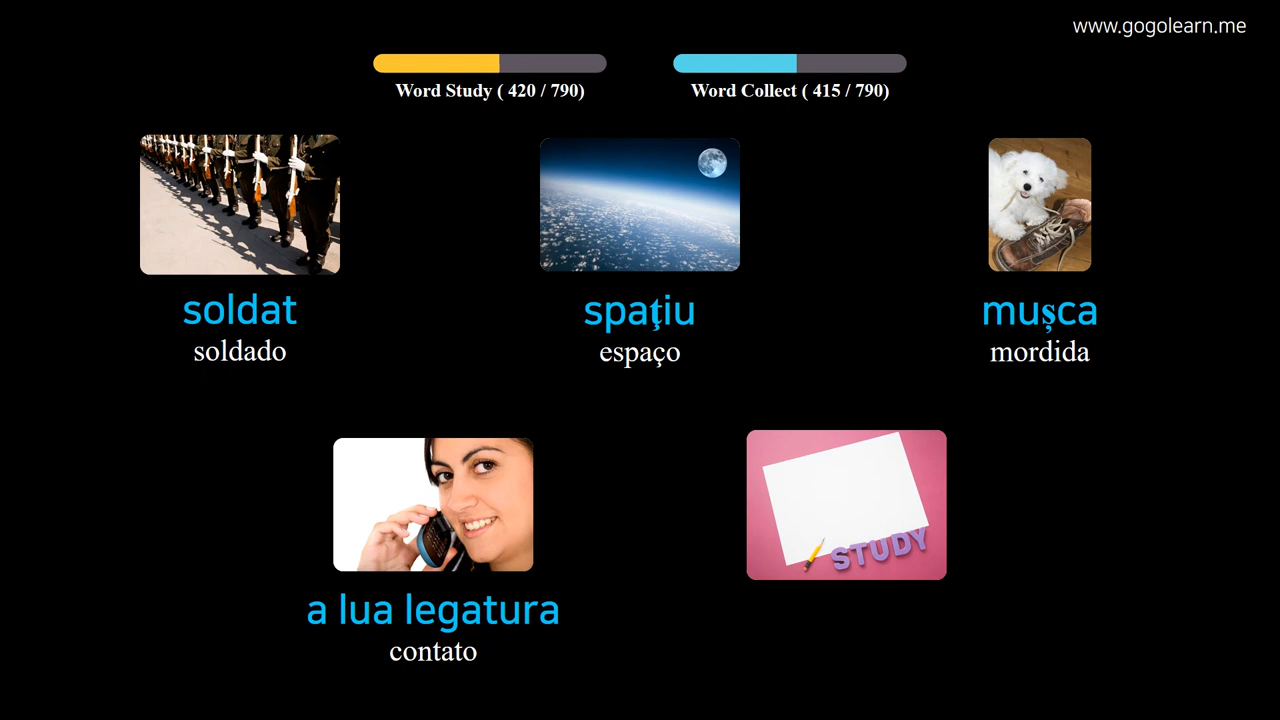 www.gogolearn.me
Word Study ( 420 / 790)
Word Collect ( 415 / 790)
soldat
soldado
spaţiu
espaço
mușca
mordida
STUDY
a lua legatura
contato